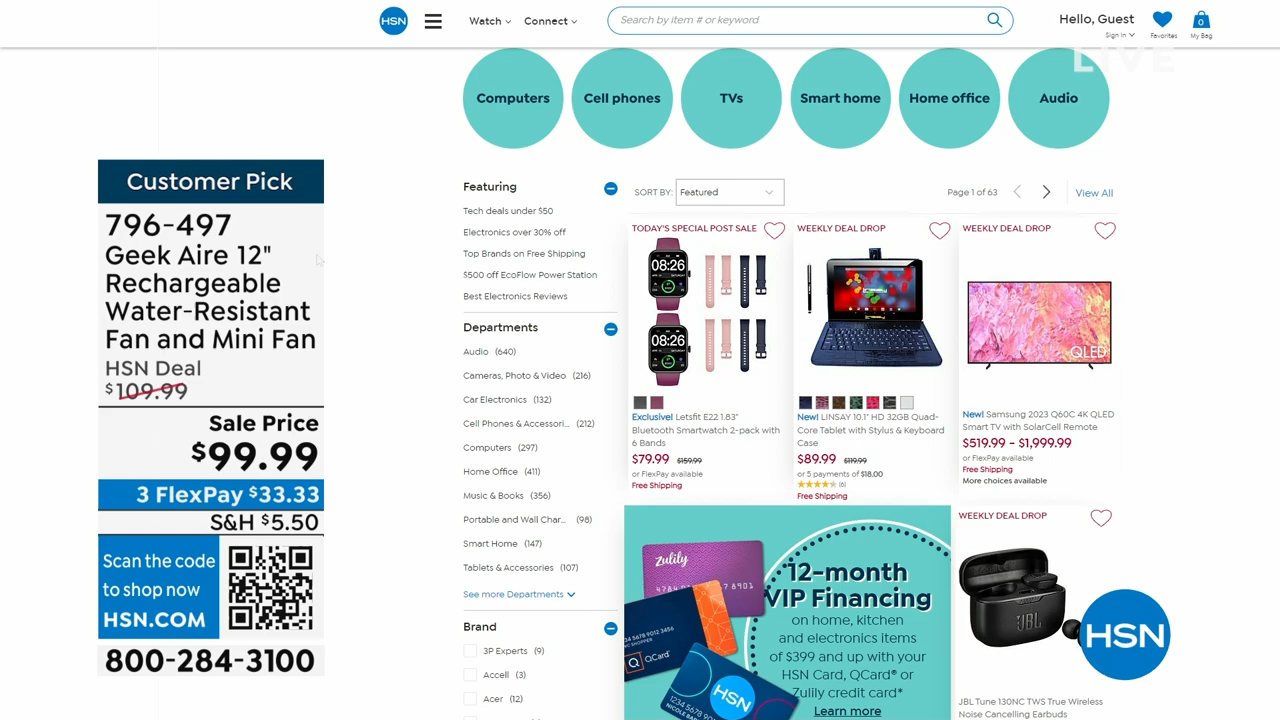 HSN
Watch
Connect
Search by item # or keyword
Hello, Guest
Sign In
Favorites
0
My Bag
LIVE
Computers
Cell phones
TVs
Smart home
Home office
Audio
Customer Pick
796-497
Geek Aire 12"
Rechargeable
Water-Resistant
Fan and Mini Fan
HSN Deal
$109.99
Sale Price
$99.99
3 FlexPay $33.33
S&H $5.50
Scan the code
to shop now
HSN.COM
800-284-3100
Featuring
Tech deals under $50
Electronics over 30% off
Top Brands on Free Shipping
$500 off EcoFlow Power Station
Best Electronics Reviews
Departments
Audio (640)
Cameras, Photo & Video (216)
Car Electronics (132)
Cell Phones & Accessori... (212)
Computers (297)
Home Office (411)
Music & Books (356)
Portable and Wall Char... (98)
Smart Home (147)
Tablets & Accessories (107)
See more Departments
Brand
3P Experts (9)
Accell (3)
Acer (12)
SORT BY: Featured
Page 1 of 63
View All
TODAY'S SPECIAL POST SALE
08:26
08:26
Exclusive! Letsfit E22 1.83"
Bluetooth Smartwatch 2-pack with
6 Bands
$79.99 $159.99
or FlexPay available
Free Shipping
WEEKLY DEAL DROP
New! LINSAY 10.1" HD 32GB Quad-
Core Tablet with Stylus & Keyboard
Case
$89.99 $119.99
or 5 payments of $18.00
(6)
Free Shipping
WEEKLY DEAL DROP
QLED
New! Samsung 2023 Q60C 4K QLED
Smart TV with SolarCell Remote
$519.99 - $1,999.99
or FlexPay available
Free Shipping
More choices available
Zulily
QCard
HSN
12-month
VIP Financing
on home, kitchen
and electronics items
of $399 and up with your
HSN Card, QCard® or
Zulily credit card*
Learn more
WEEKLY DEAL DROP
JBL
HSN
JBL Tune 130NC TWS True Wireless
Noise Cancelling Earbuds